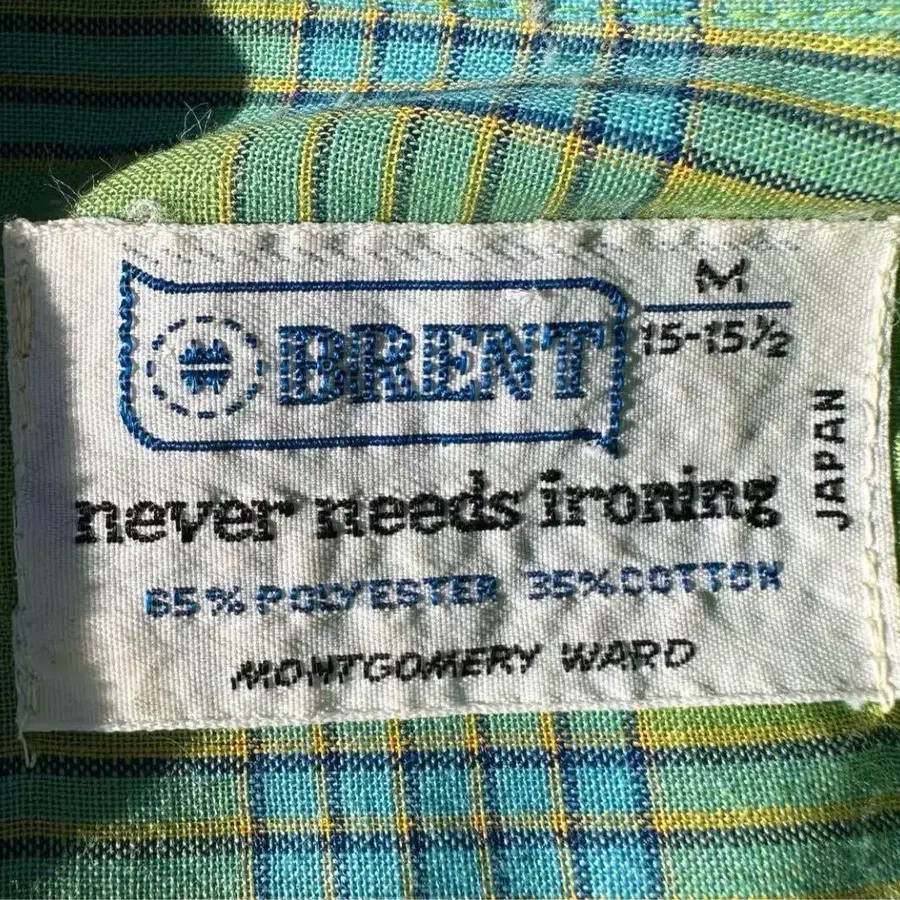 BRENT
M
15-15½
JAPAN
never needs ironing
65% POLYESTER 35% COTTON
MONTGOMERY WARD